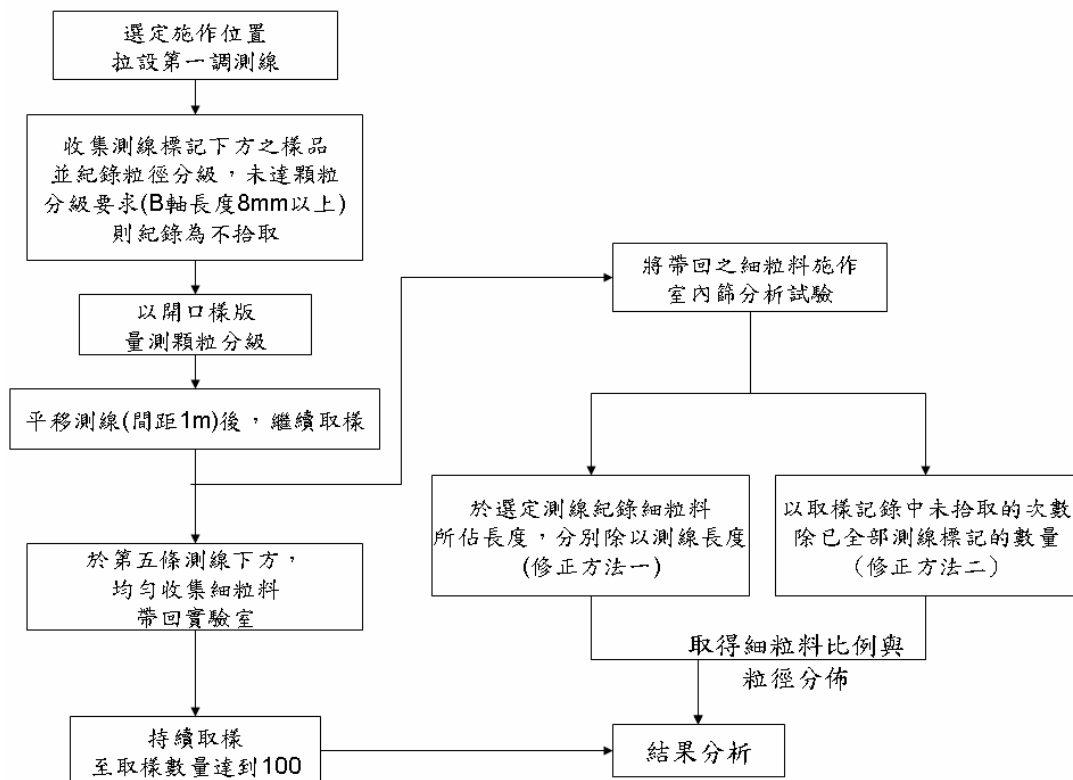 選定施作位置
拉設第一調測線
收集測線標記下方之樣品
並紀錄粒徑分級，未達顆粒
分級要求(B軸長度8mm以上)
則紀錄為不拾取
以開口樣版
量測顆粒分級
平移測線(間距1m)後，繼續取樣
於第五條測線下方，
均勻收集細粒料
帶回實驗室
持續取樣
至取樣數量達到100
將帶回之細粒料施作
室內篩分析試驗
於選定測線紀錄細粒料
所佔長度，分別除以測線長度
(修正方法一)
以取樣記錄中未拾取的次數
除已全部測線標記的數量
（修正方法二）
取得細粒料比例與
粒徑分佈
結果分析